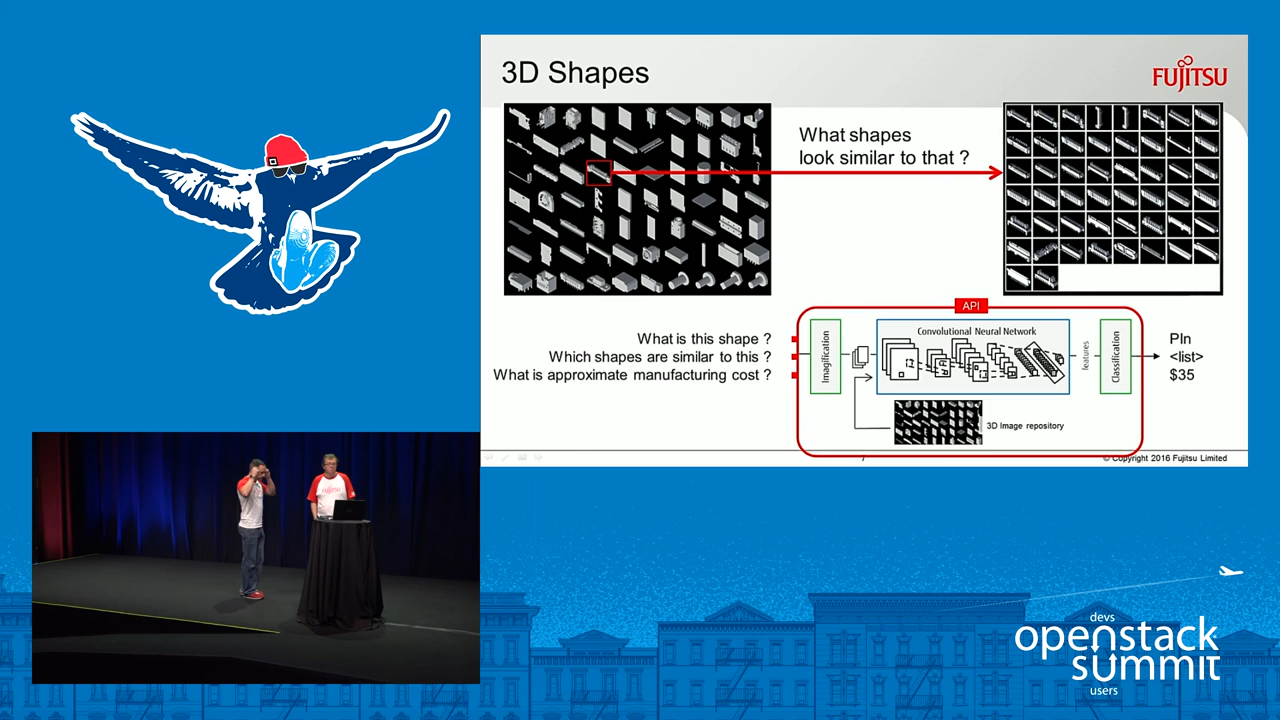 3D Shapes
FUJITSU
What shapes
look similar to that ?
API
What is this shape ?
Which shapes are similar to this ?
What is approximate manufacturing cost ?
Imagification
Convolutional Neural Network
features
Classification
PIn
<list>
$35
3D Image repository
7
© Copyright 2016 Fujitsu Limited
FUJITSU
devs
openstack
summit
users